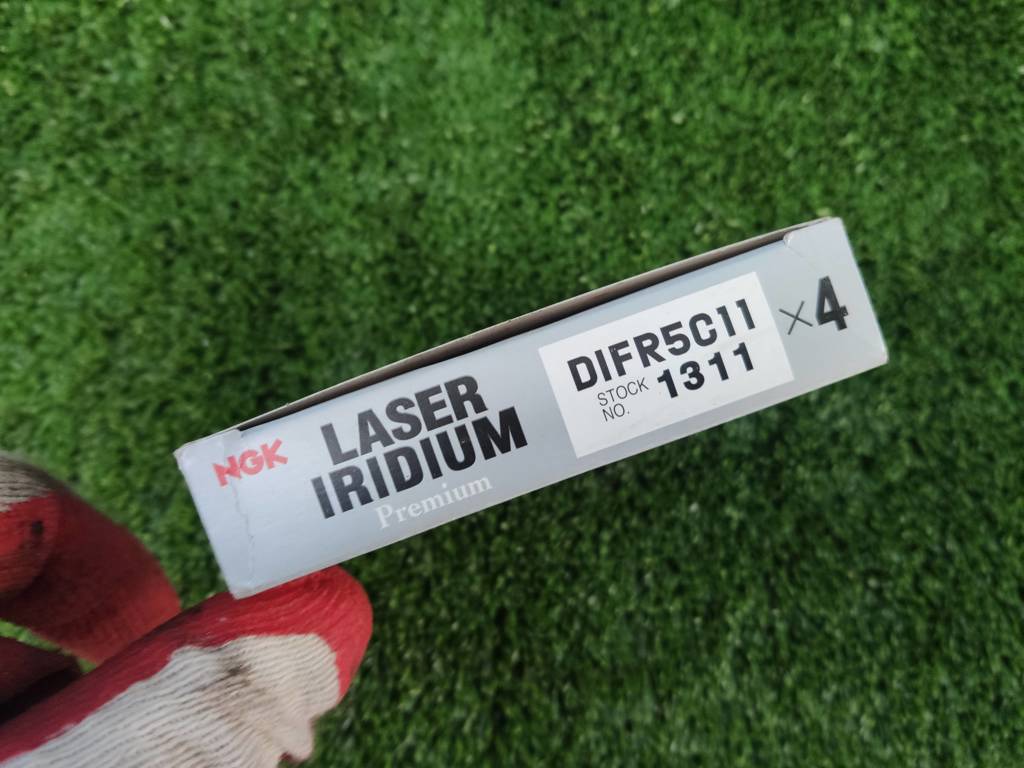 NGK
LASER
IRIDIUM
Premium
DIFR5C11
STOCK
NO.
1311
×4